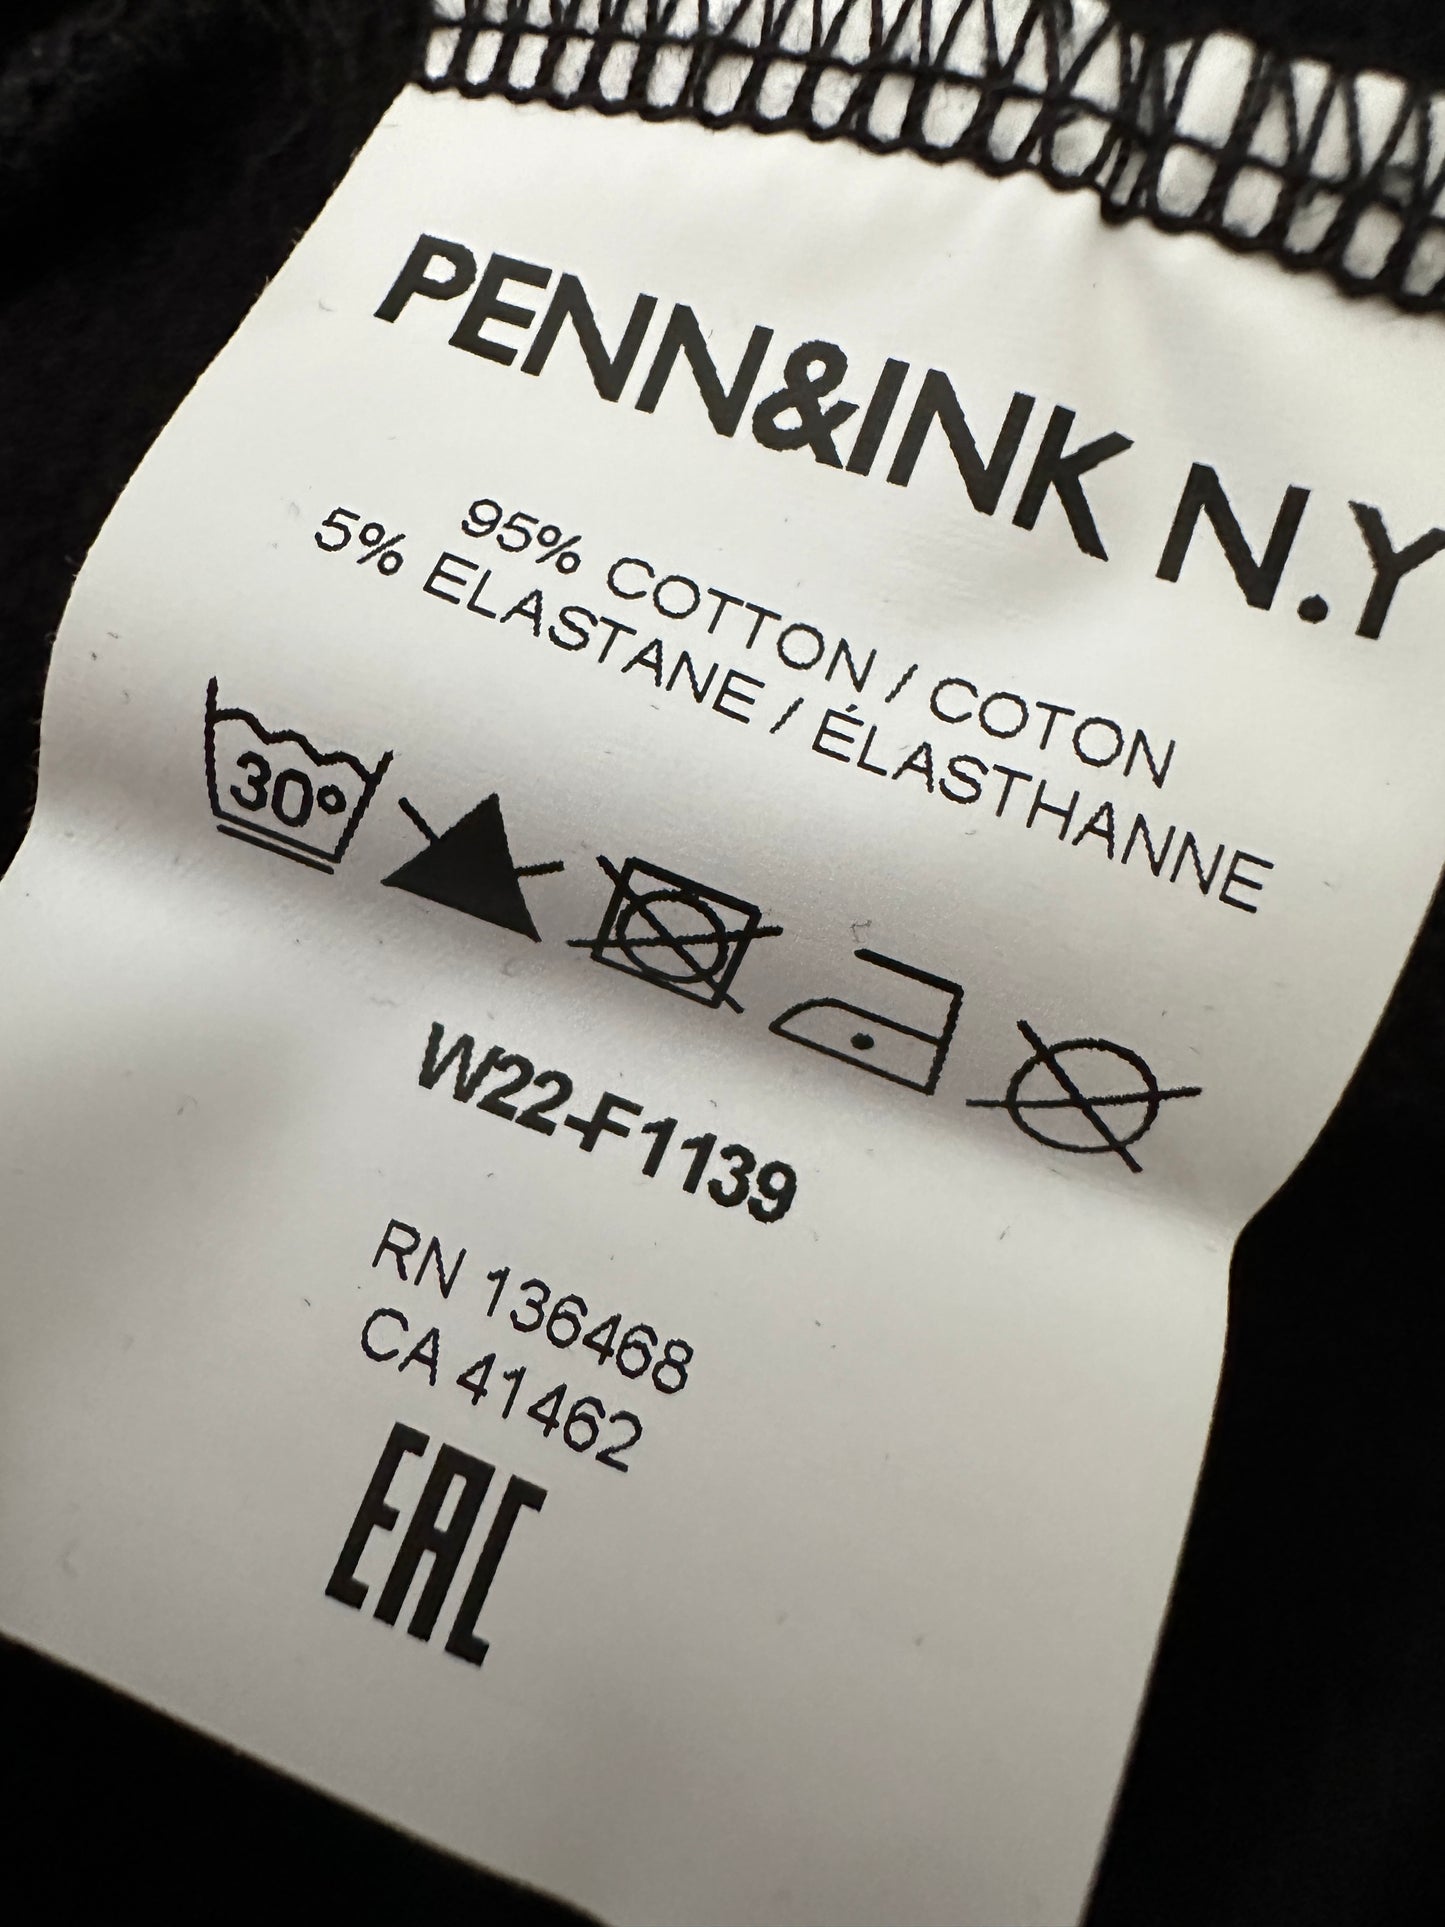 PENN&INK N.Y
95% COTTON / COTON
5% ELASTANE / ÉLASTHANNE
30°
W22-F1139
RN 136468
CA 41462
EAC